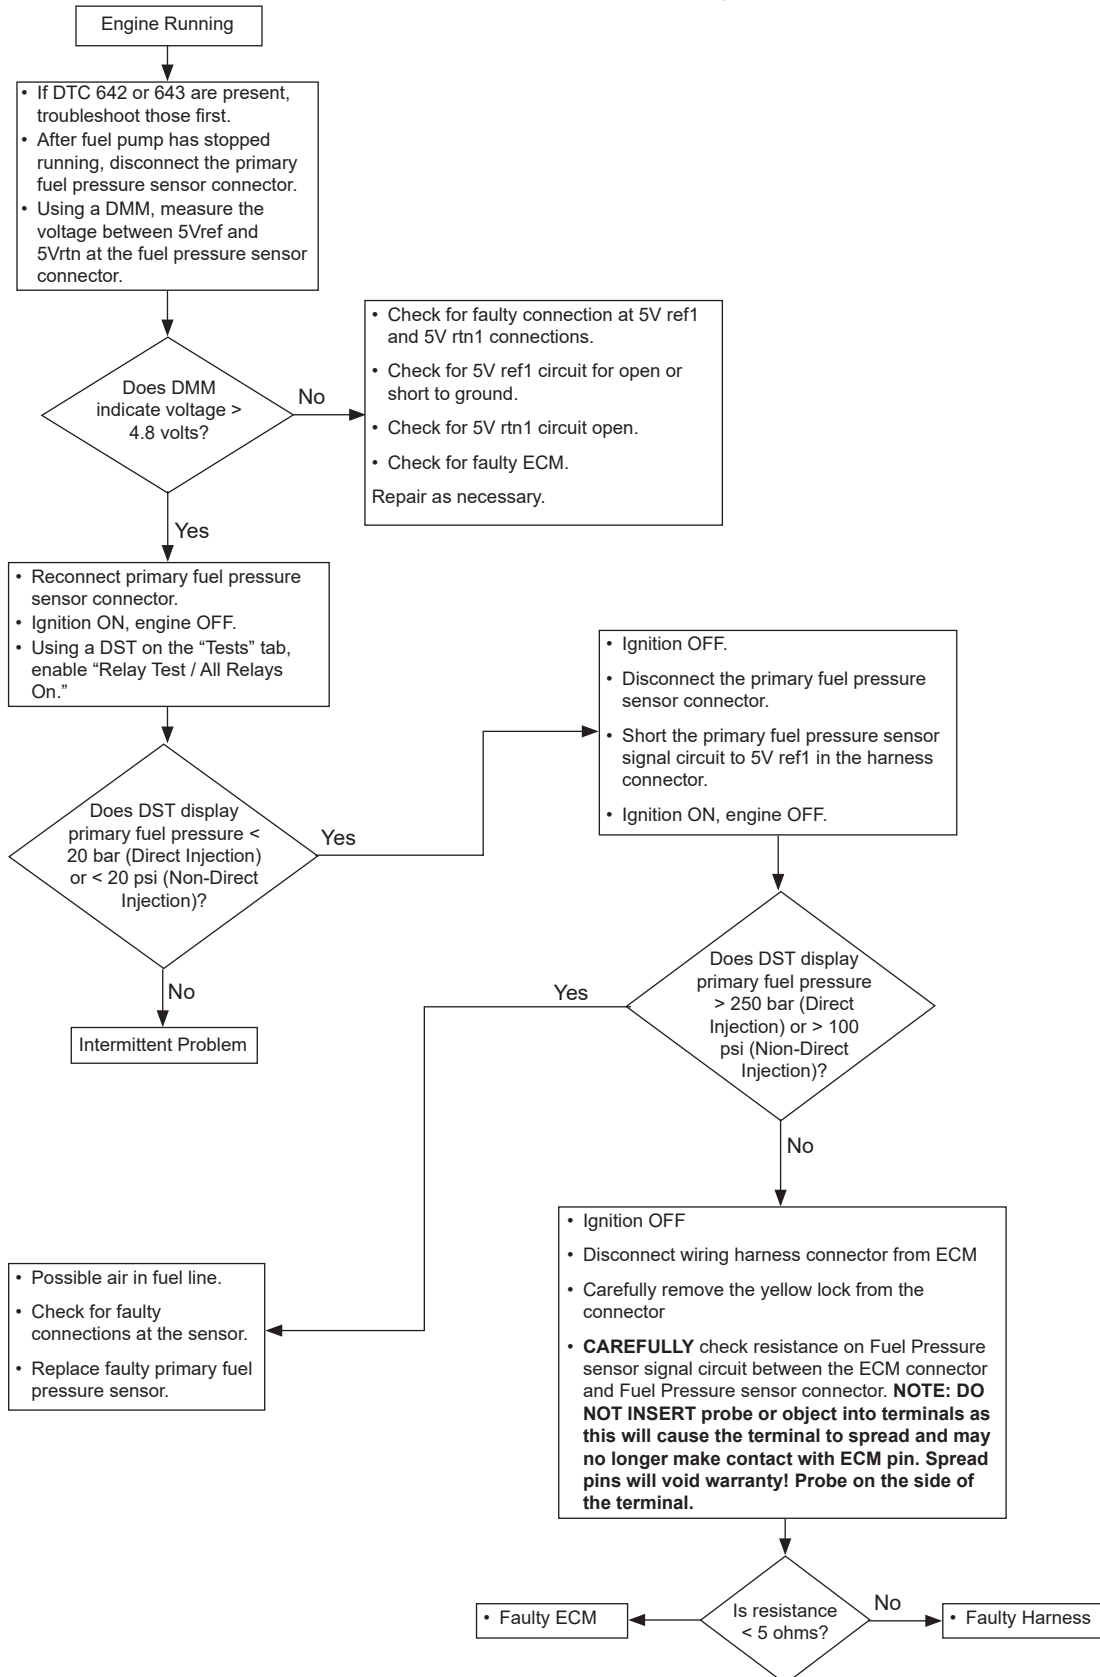 Engine Running
• If DTC 642 or 643 are present,
troubleshoot those first.
• After fuel pump has stopped
running, disconnect the primary
fuel pressure sensor connector.
• Using a DMM, measure the
voltage between 5Vref and
5Vrtn at the fuel pressure sensor
connector.
Does DMM
indicate voltage >
4.8 volts?
No
• Check for faulty connection at 5V ref1
and 5V rtn1 connections.
• Check for 5V ref1 circuit for open or
short to ground.
• Check for 5V rtn1 circuit open.
• Check for faulty ECM.
Repair as necessary.
Yes
• Reconnect primary fuel pressure
sensor connector.
• Ignition ON, engine OFF.
• Using a DST on the “Tests” tab,
enable “Relay Test / All Relays
On.”
Does DST display
primary fuel pressure <
20 bar (Direct Injection)
or < 20 psi (Non-Direct
Injection)?
Yes
No
Intermittent Problem
• Ignition OFF.
• Disconnect the primary fuel pressure
sensor connector.
• Short the primary fuel pressure sensor
signal circuit to 5V ref1 in the harness
connector.
• Ignition ON, engine OFF.
Does DST display
primary fuel pressure
> 250 bar (Direct
Injection) or > 100
psi (Nion-Direct
Injection)?
Yes
No
• Possible air in fuel line.
• Check for faulty
connections at the sensor.
• Replace faulty primary fuel
pressure sensor.
• Ignition OFF
• Disconnect wiring harness connector from ECM
• Carefully remove the yellow lock from the
connector
• CAREFULLY check resistance on Fuel Pressure
sensor signal circuit between the ECM connector
and Fuel Pressure sensor connector. NOTE: DO
NOT INSERT probe or object into terminals as
this will cause the terminal to spread and may
no longer make contact with ECM pin. Spread
pins will void warranty! Probe on the side of
the terminal.
Is resistance
< 5 ohms?
• Faulty ECM
No
• Faulty Harness